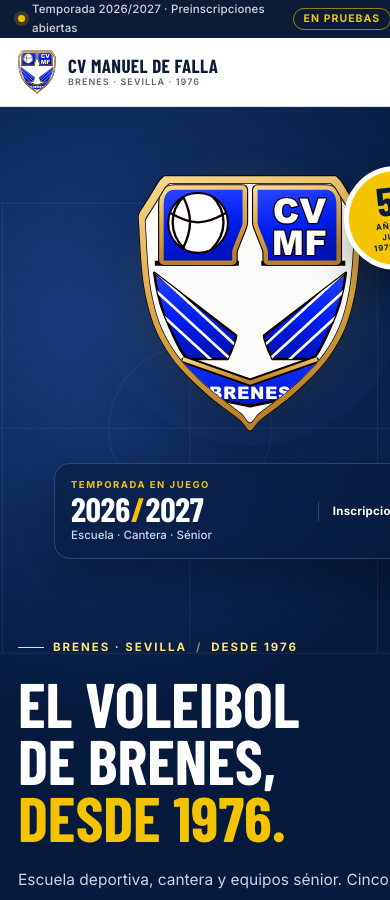 Temporada 2026/2027 · Preinscripciones
abiertas
EN PRUEBAS
CV MANUEL DE FALLA
BRENES · SEVILLA · 1976
CV
MF
BRENES
TEMPORADA EN JUEGO
2026/2027
Escuela · Cantera · Sénior
BRENES · SEVILLA / DESDE 1976
EL VOLEIBOL
DE BRENES,
DESDE 1976.
Escuela deportiva, cantera y equipos sénior. Cinco